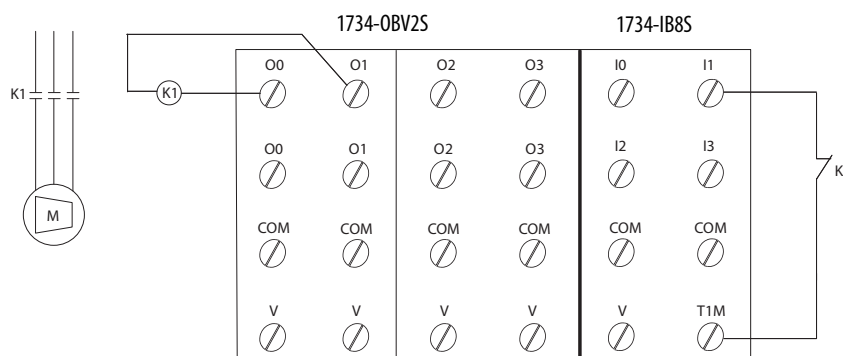 1734-OBV2S 1734-IB8S
O0 O1 O2 O3 I0 I1
K1 K1
O0 O1 O2 O3 I2 I3
K
M
COM COM COM COM COM COM
V V V V V T1M